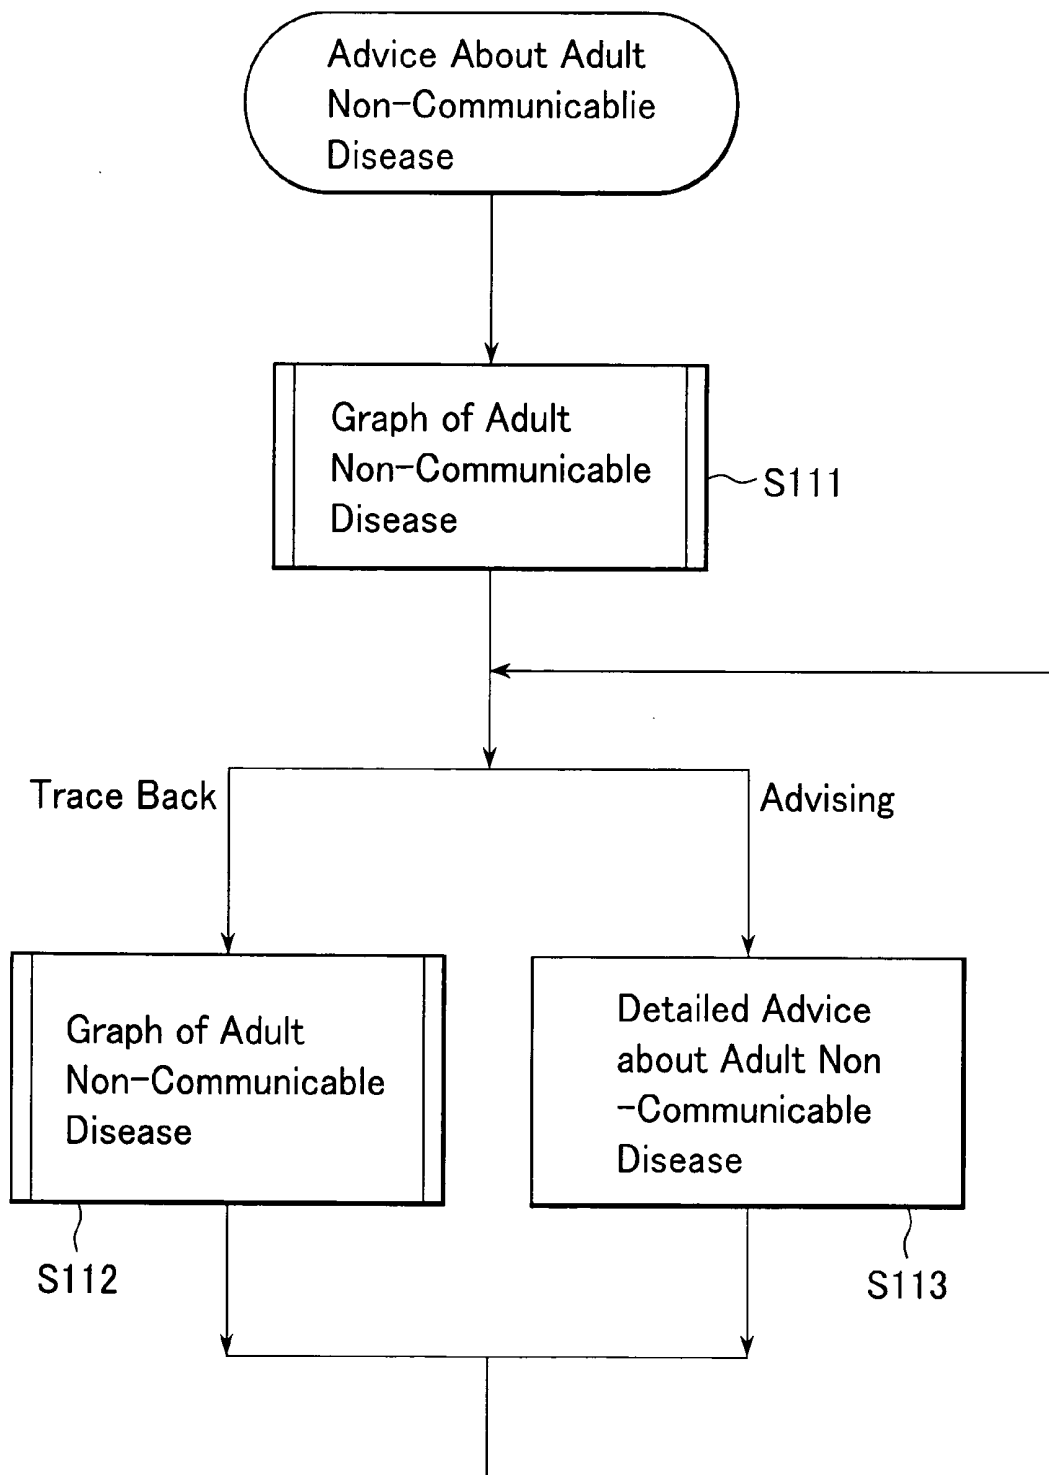 Advice About Adult
Non-Communicablie
Disease
Graph of Adult
Non-Communicable
Disease
S111
Trace Back
Advising
Graph of Adult
Non-Communicable
Disease
S112
Detailed Advice
about Adult Non
-Communicable
Disease
S113